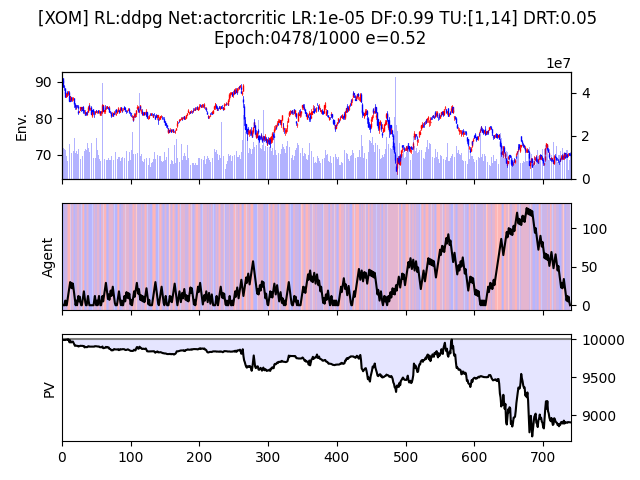 [XOM] RL:ddpg Net:actorcritic LR:1e-05 DF:0.99 TU:[1,14] DRT:0.05
Epoch:0478/1000 e=0.52
1e7
90
80
70
Env.
4
2
0
Agent
100
50
0
PV
10000
9500
9000
0 100 200 300 400 500 600 700